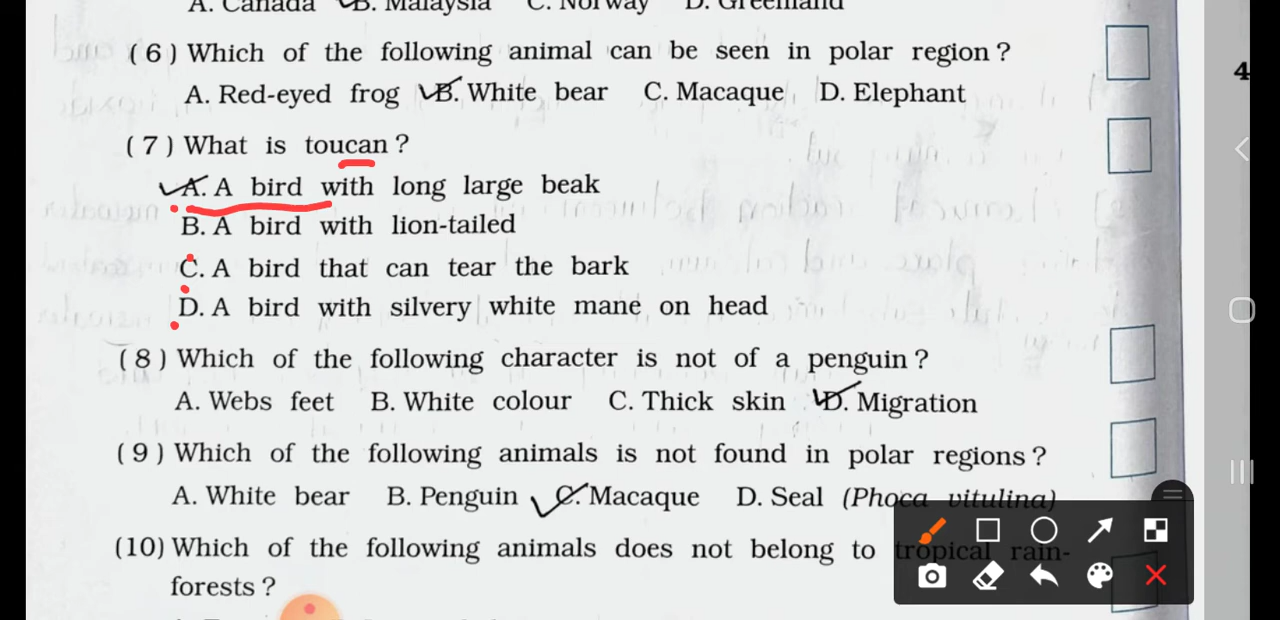 A. Canada B. Malaysia C. Norway D. Greenland
(6) Which of the following animal can be seen in polar region ?
A. Red-eyed frog B. White bear C. Macaque D. Elephant
4
(7) What is toucan ?
A. A bird with long large beak
B. A bird with lion-tailed
C. A bird that can tear the bark
D. A bird with silvery white mane on head
(8) Which of the following character is not of a penguin ?
A. Webs feet B. White colour C. Thick skin D. Migration
(9) Which of the following animals is not found in polar regions ?
A. White bear B. Penguin C. Macaque D. Seal (Phoca vitulina)
(10) Which of the following animals does not belong to tropical rain-
forests ?